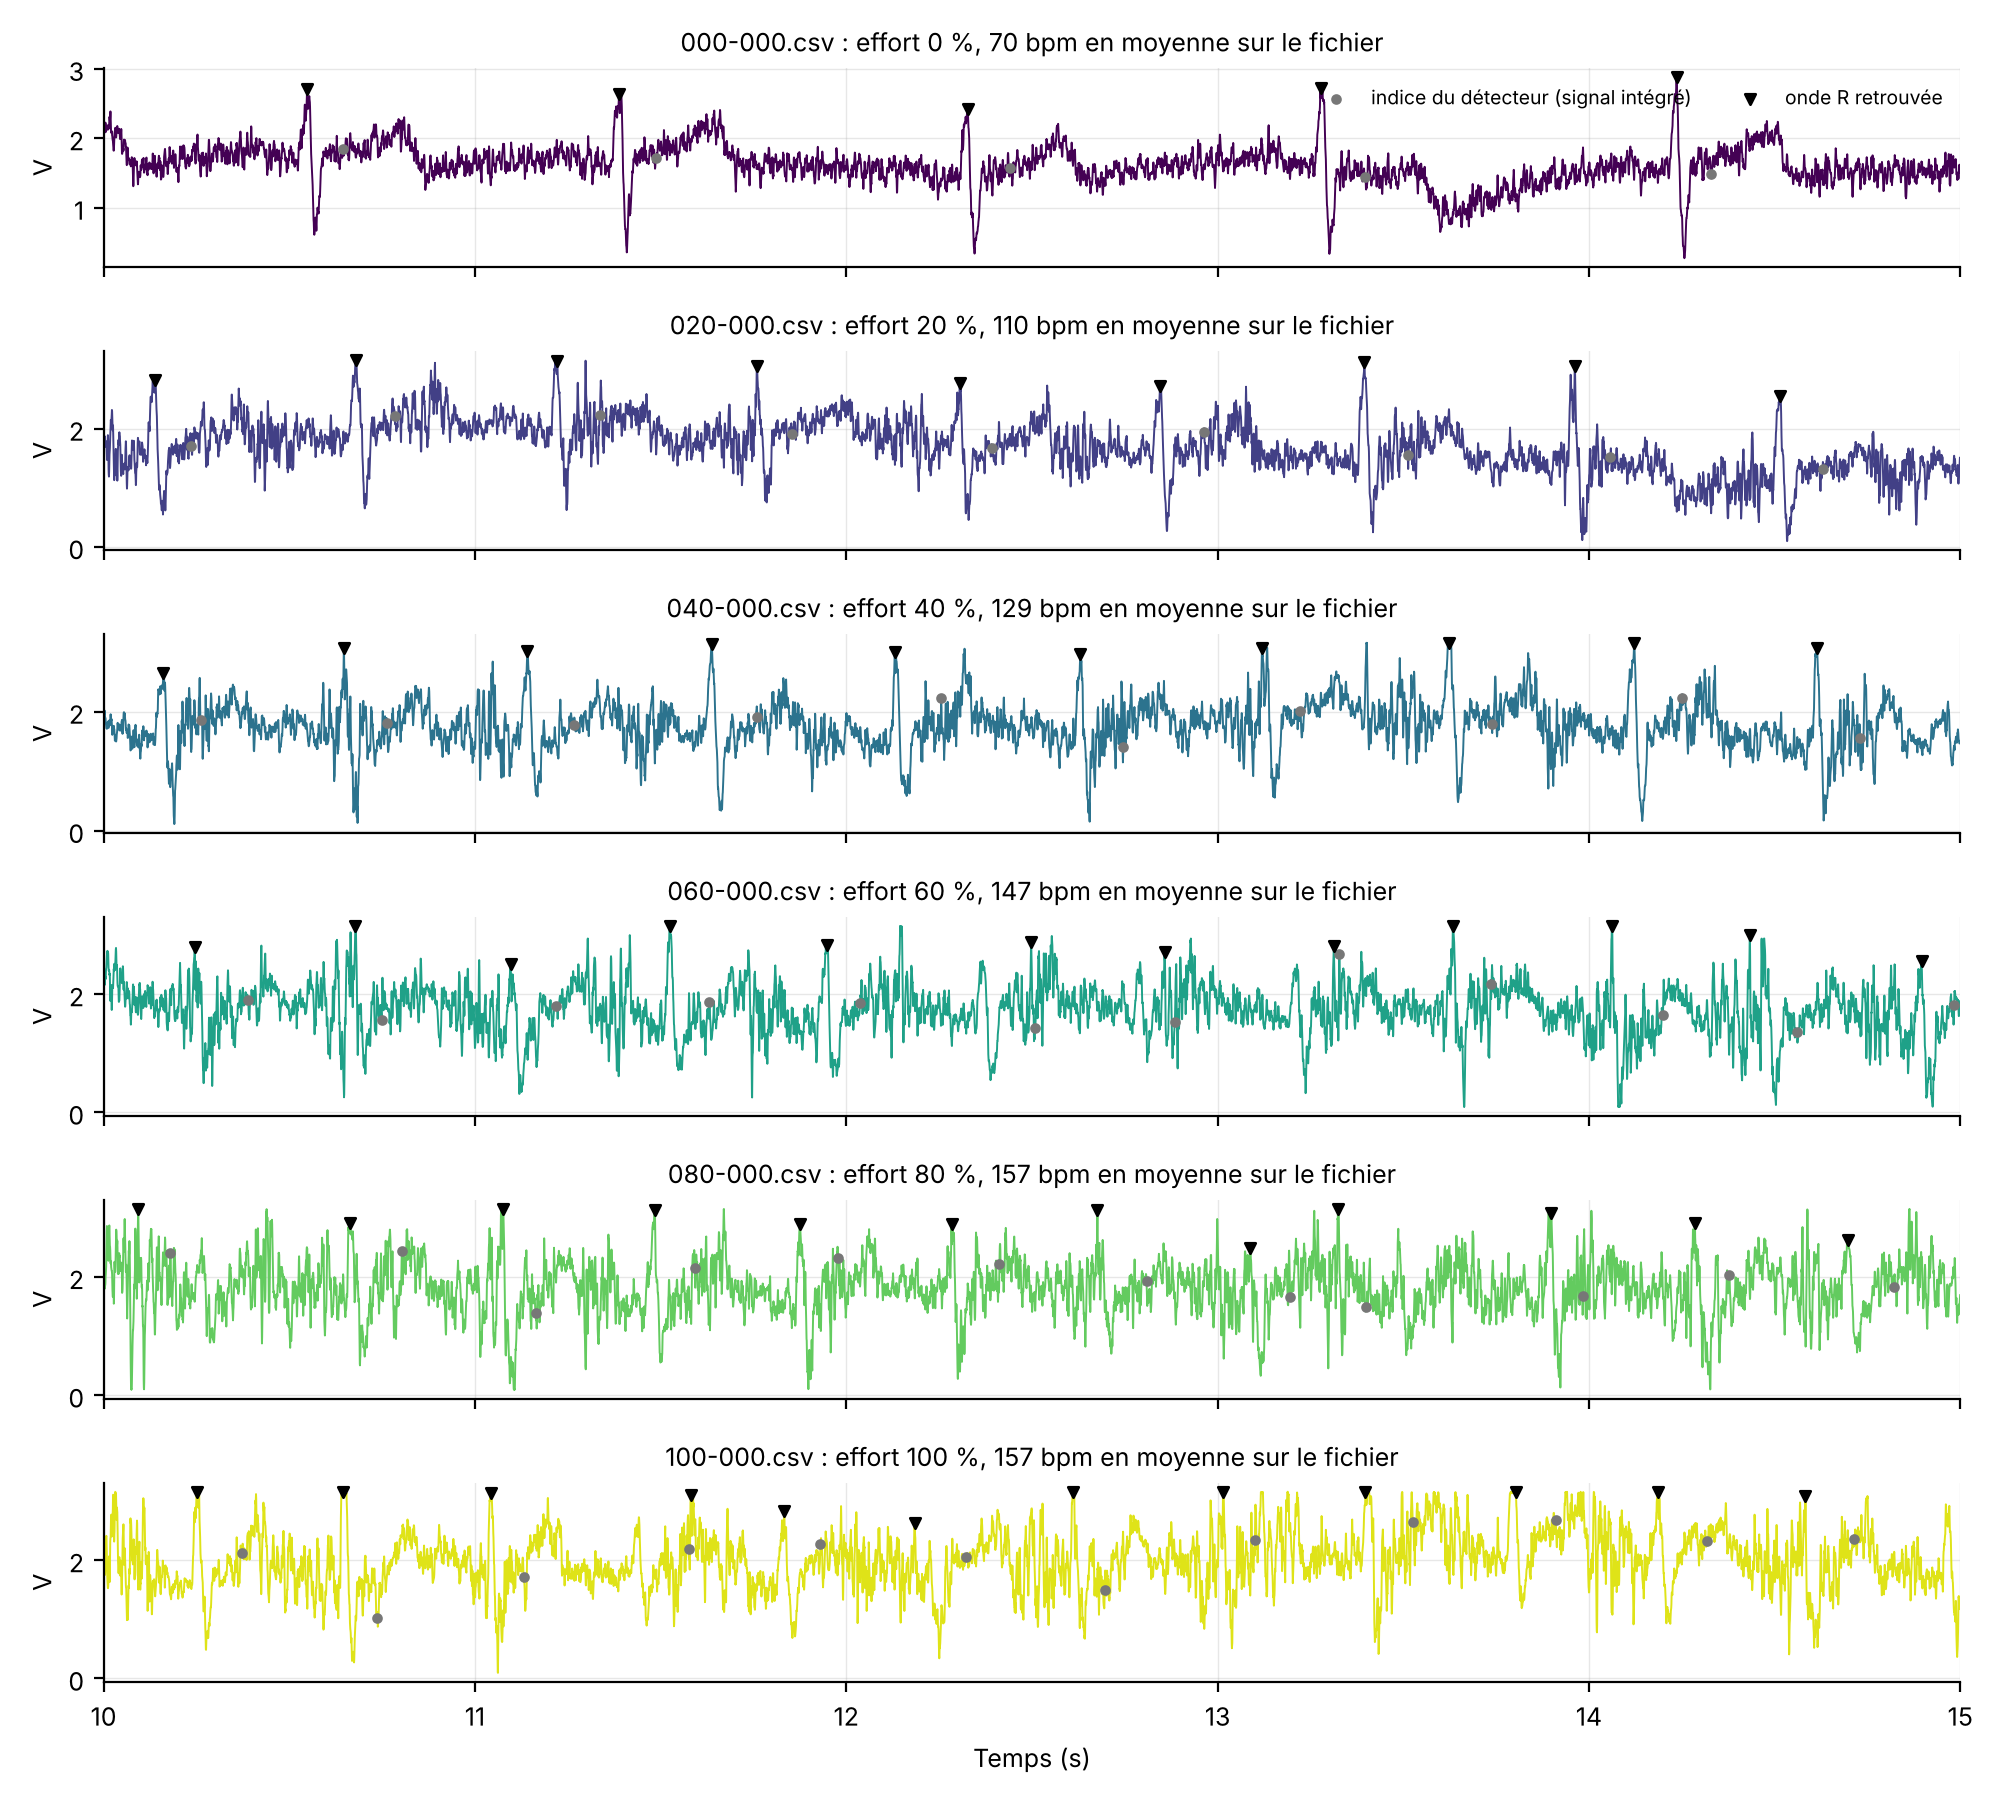 000-000.csv : effort 0 %, 70 bpm en moyenne sur le fichier
3
2
1
V
indice du détecteur (signal intégré)
onde R retrouvée
020-000.csv : effort 20 %, 110 bpm en moyenne sur le fichier
2
0
V
040-000.csv : effort 40 %, 129 bpm en moyenne sur le fichier
2
0
V
060-000.csv : effort 60 %, 147 bpm en moyenne sur le fichier
2
0
V
080-000.csv : effort 80 %, 157 bpm en moyenne sur le fichier
2
0
V
100-000.csv : effort 100 %, 157 bpm en moyenne sur le fichier
2
0
V
10 11 12 13 14 15
Temps (s)